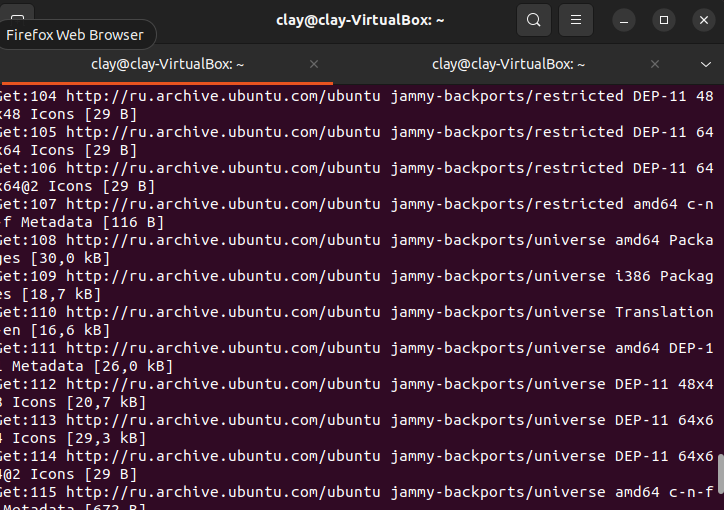 clay@clay-VirtualBox: ~
Firefox Web Browser
clay@clay-VirtualBox: ~ × clay@clay-VirtualBox: ~ ×
Get:104 http://ru.archive.ubuntu.com/ubuntu jammy-backports/restricted DEP-11 48
x48 Icons [29 B]
Get:105 http://ru.archive.ubuntu.com/ubuntu jammy-backports/restricted DEP-11 64
x64 Icons [29 B]
Get:106 http://ru.archive.ubuntu.com/ubuntu jammy-backports/restricted DEP-11 64
x64@2 Icons [29 B]
Get:107 http://ru.archive.ubuntu.com/ubuntu jammy-backports/restricted amd64 c-n
-f Metadata [116 B]
Get:108 http://ru.archive.ubuntu.com/ubuntu jammy-backports/universe amd64 Packa
ges [30,0 kB]
Get:109 http://ru.archive.ubuntu.com/ubuntu jammy-backports/universe i386 Packag
es [18,7 kB]
Get:110 http://ru.archive.ubuntu.com/ubuntu jammy-backports/universe Translation
-en [16,6 kB]
Get:111 http://ru.archive.ubuntu.com/ubuntu jammy-backports/universe amd64 DEP-1
1 Metadata [26,0 kB]
Get:112 http://ru.archive.ubuntu.com/ubuntu jammy-backports/universe DEP-11 48x4
8 Icons [20,7 kB]
Get:113 http://ru.archive.ubuntu.com/ubuntu jammy-backports/universe DEP-11 64x6
4 Icons [29,3 kB]
Get:114 http://ru.archive.ubuntu.com/ubuntu jammy-backports/universe DEP-11 64x6
4@2 Icons [29 B]
Get:115 http://ru.archive.ubuntu.com/ubuntu jammy-backports/universe amd64 c-n-f
Metadata [672 B]